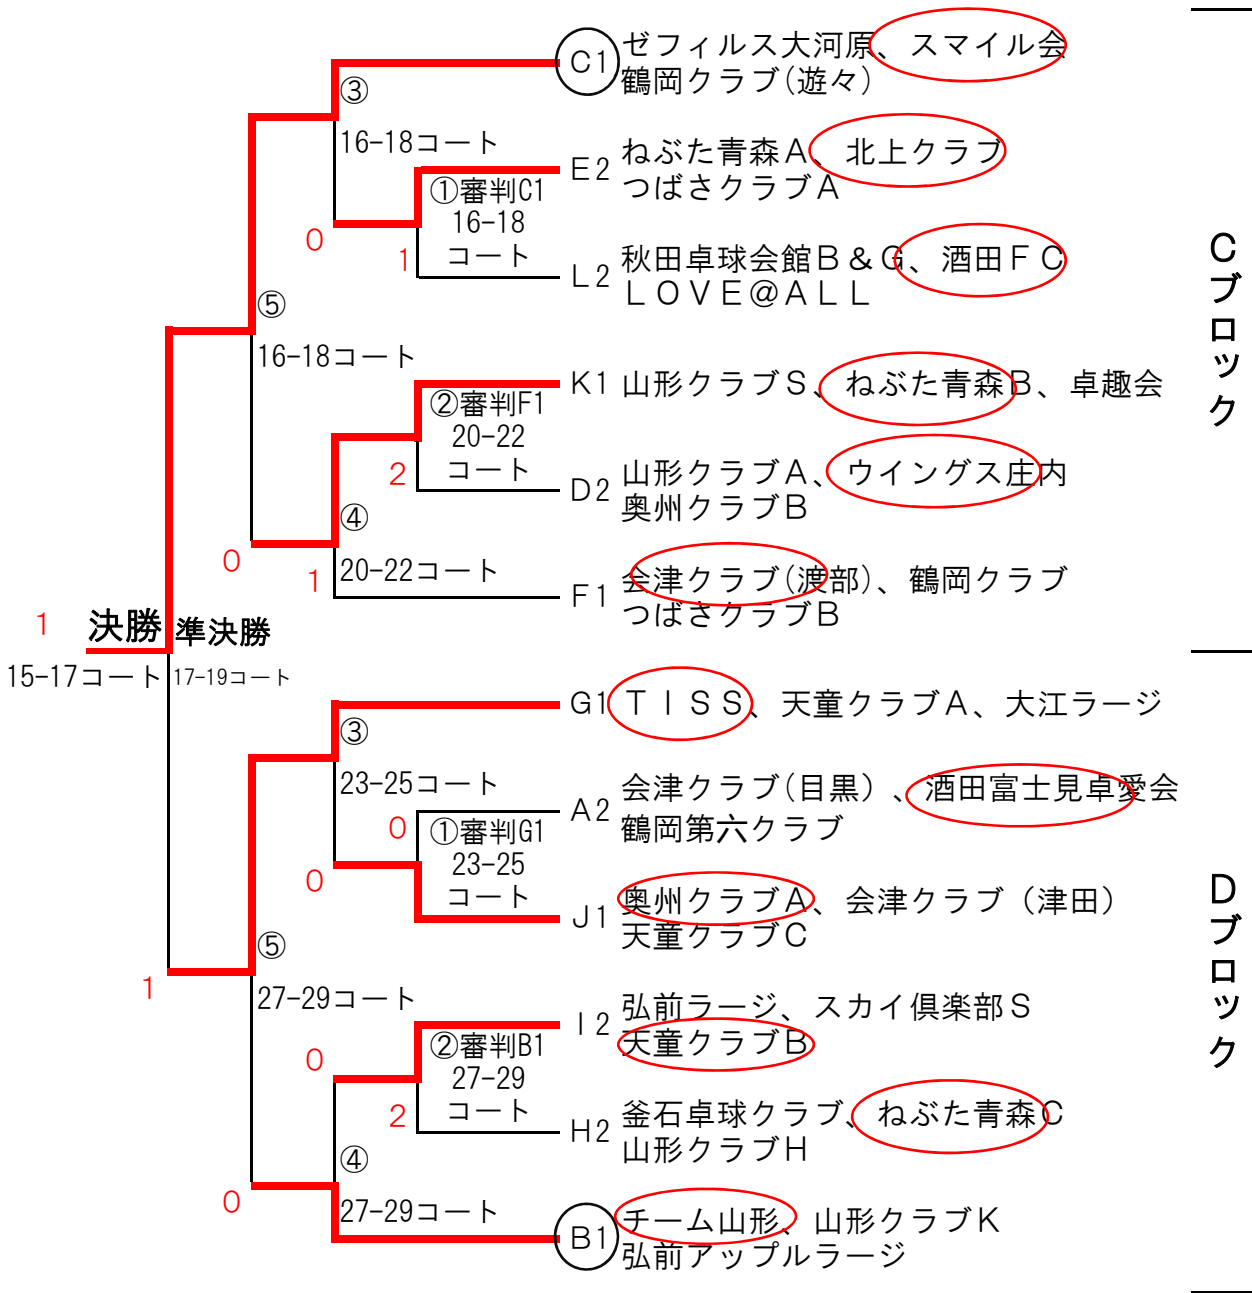 C1 ゼフィルス大河原、スマイル会
鶴岡クラブ(遊々)
③
16-18コート
E2 ねぶた青森A、北上クラブ
つばさクラブA
①審判C1
16-18
コート
0
1
L2 秋田卓球会館B&G、酒田FC
LOVE@ALL
Cブロック
⑤
16-18コート
K1 山形クラブS、ねぶた青森B、卓趣会
②審判F1
20-22
コート
2
D2 山形クラブA、ウイングス庄内
奥州クラブB
④
0
1
20-22コート
F1 会津クラブ(渡部)、鶴岡クラブ
つばさクラブB
1 決勝 準決勝
15-17コート 17-19コート
G1 TISS、天童クラブA、大江ラージ
③
23-25コート
A2 会津クラブ(目黒)、酒田富士見卓愛会
鶴岡第六クラブ
0
①審判G1
23-25
コート
0
J1 奥州クラブA、会津クラブ(津田)
天童クラブC
Dブロック
⑤
1
27-29コート
I2 弘前ラージ、スカイ倶楽部S
天童クラブB
0
②審判B1
27-29
コート
2
H2 釜石卓球クラブ、ねぶた青森C
山形クラブH
④
0
27-29コート
B1 チーム山形、山形クラブK
弘前アップルラージ